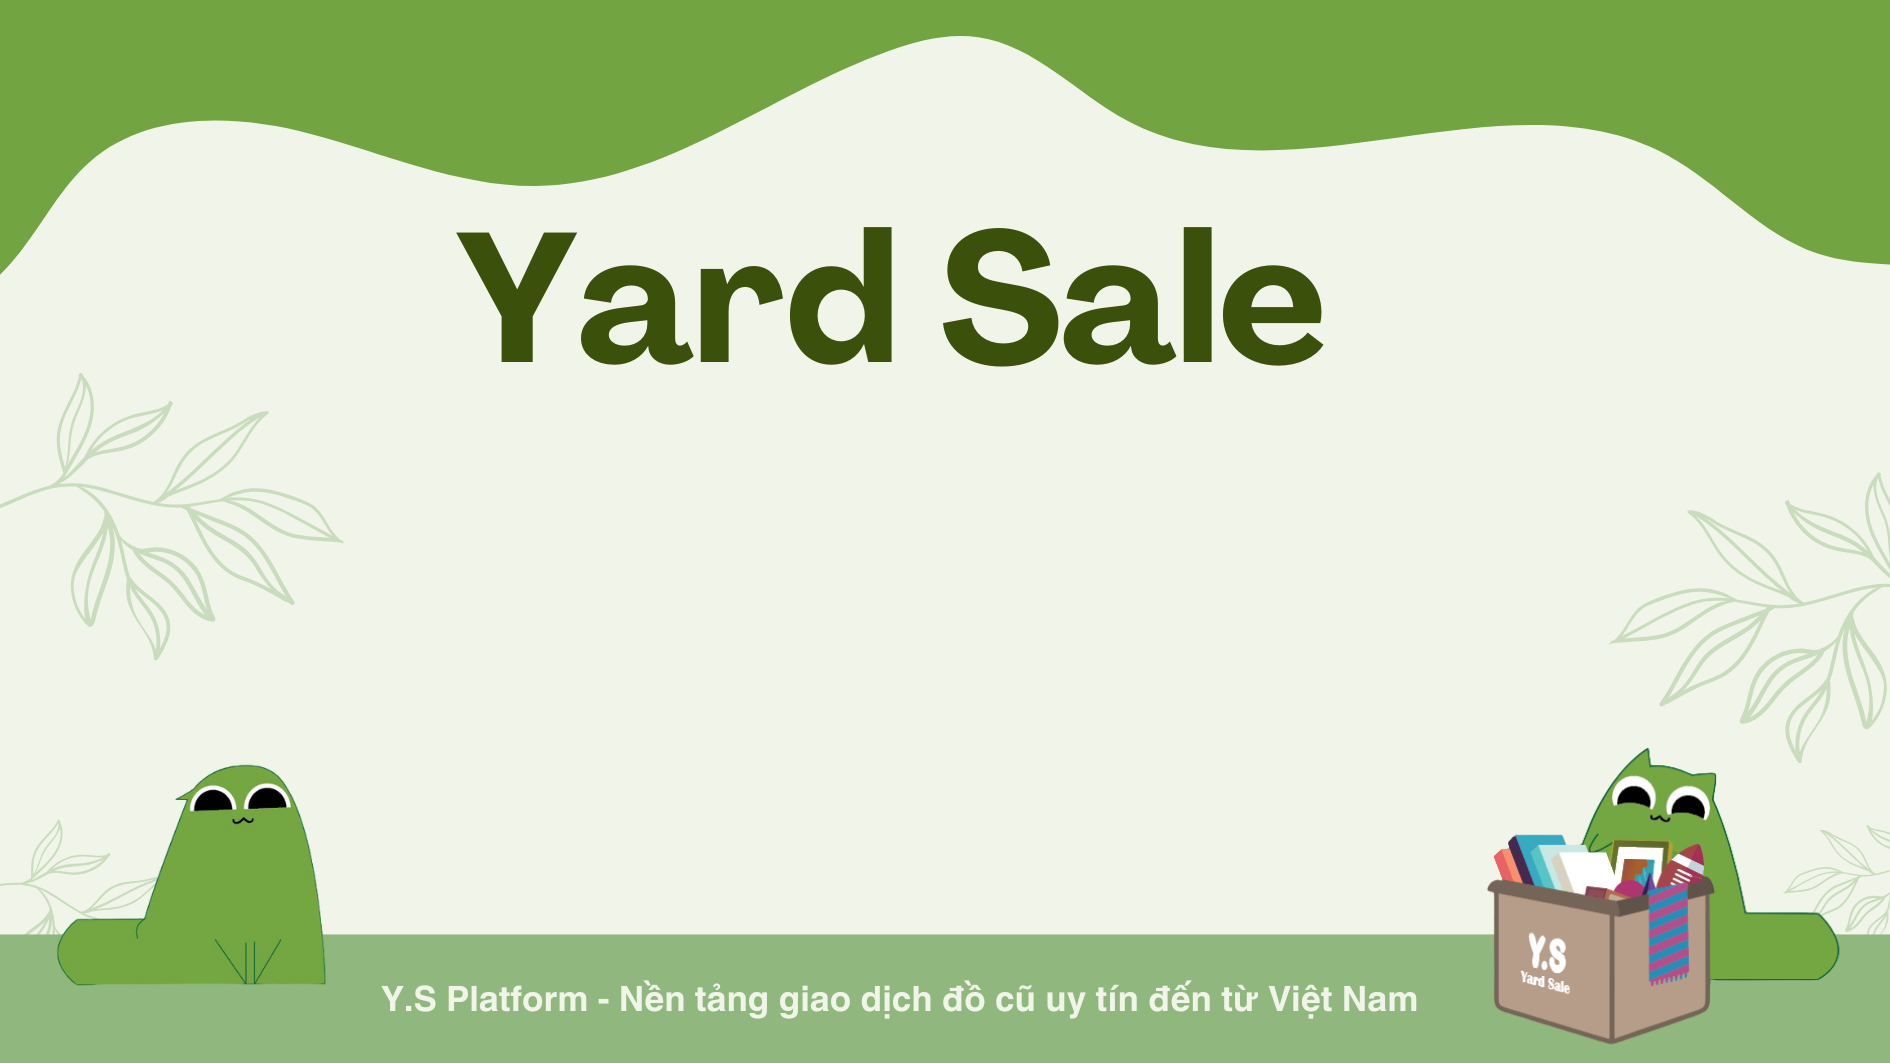 Yard Sale
Y.S
Yard Sale
Y.S Platform - Nền tảng giao dịch đồ cũ uy tín đến từ Việt Nam